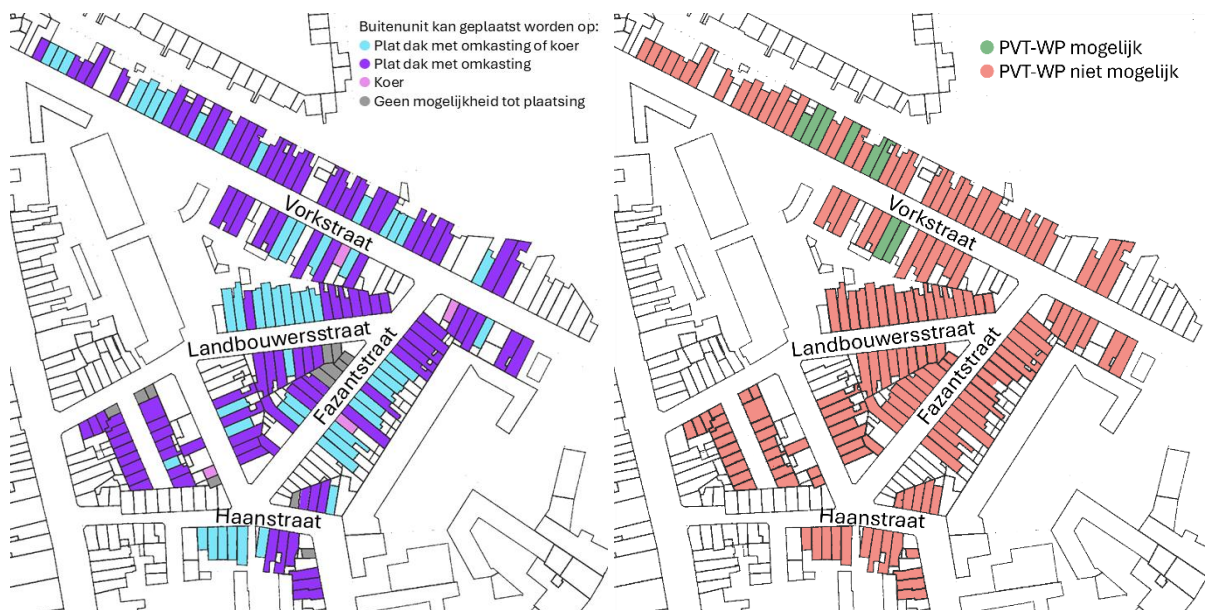 Buitenunit kan geplaatst worden op:
Plat dak met omkasting of koer
Plat dak met omkasting
Koer
Geen mogelijkheid tot plaatsing
Vorkstraat
Landbouwersstraat
Fazantstraat
Haanstraat
PVT-WP mogelijk
PVT-WP niet mogelijk
Vorkstraat
Landbouwersstraat
Fazantstraat
Haanstraat